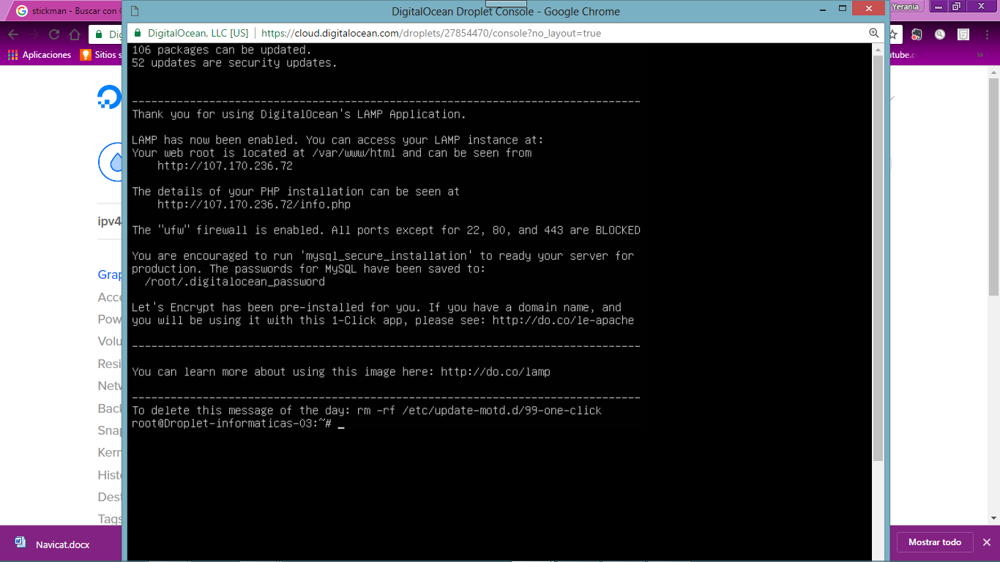 stickman - Buscar con
DigitalOcean Droplet Console - Google Chrome
Yerania
DigitalOcean, LLC [US]
https://cloud.digitalocean.com/droplets/27854470/console?no_layout=true
Aplicaciones
Sitios s
utube.c
106 packages can be updated.
52 updates are security updates.
-------------------------------------------------------------------------------
Thank you for using DigitalOcean's LAMP Application.
LAMP has now been enabled. You can access your LAMP instance at:
Your web root is located at /var/www/html and can be seen from
http://107.170.236.72
The details of your PHP installation can be seen at
http://107.170.236.72/info.php
The "ufw" firewall is enabled. All ports except for 22, 80, and 443 are BLOCKED
You are encouraged to run 'mysql_secure_installation' to ready your server for
production. The passwords for MySQL have been saved to:
/root/.digitalocean_password
Let's Encrypt has been pre-installed for you. If you have a domain name, and
you will be using it with this 1-Click app, please see: http://do.co/le-apache
-------------------------------------------------------------------------------
You can learn more about using this image here: http://do.co/lamp
-------------------------------------------------------------------------------
To delete this message of the day: rm -rf /etc/update-motd.d/99-one-click
root@Droplet-informaticas-03:~# _
ipv4
Grap
Acce
Pow
Volu
Resi
Netw
Back
Snap
Kern
Histo
Dest
Tags
Navicat.docx
Mostrar todo